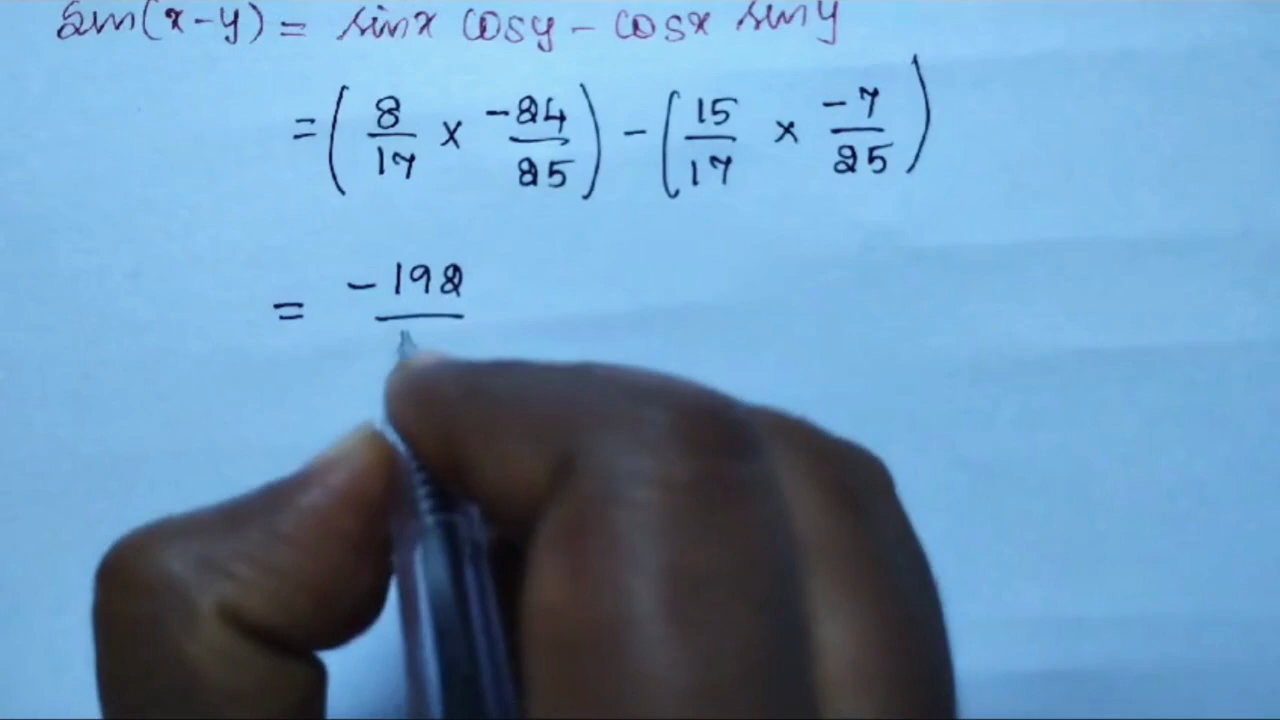 sin(x-y) = sinx cosy - cosx siny
= (8/17 × -24/25) - (15/17 × -7/25)
= -192